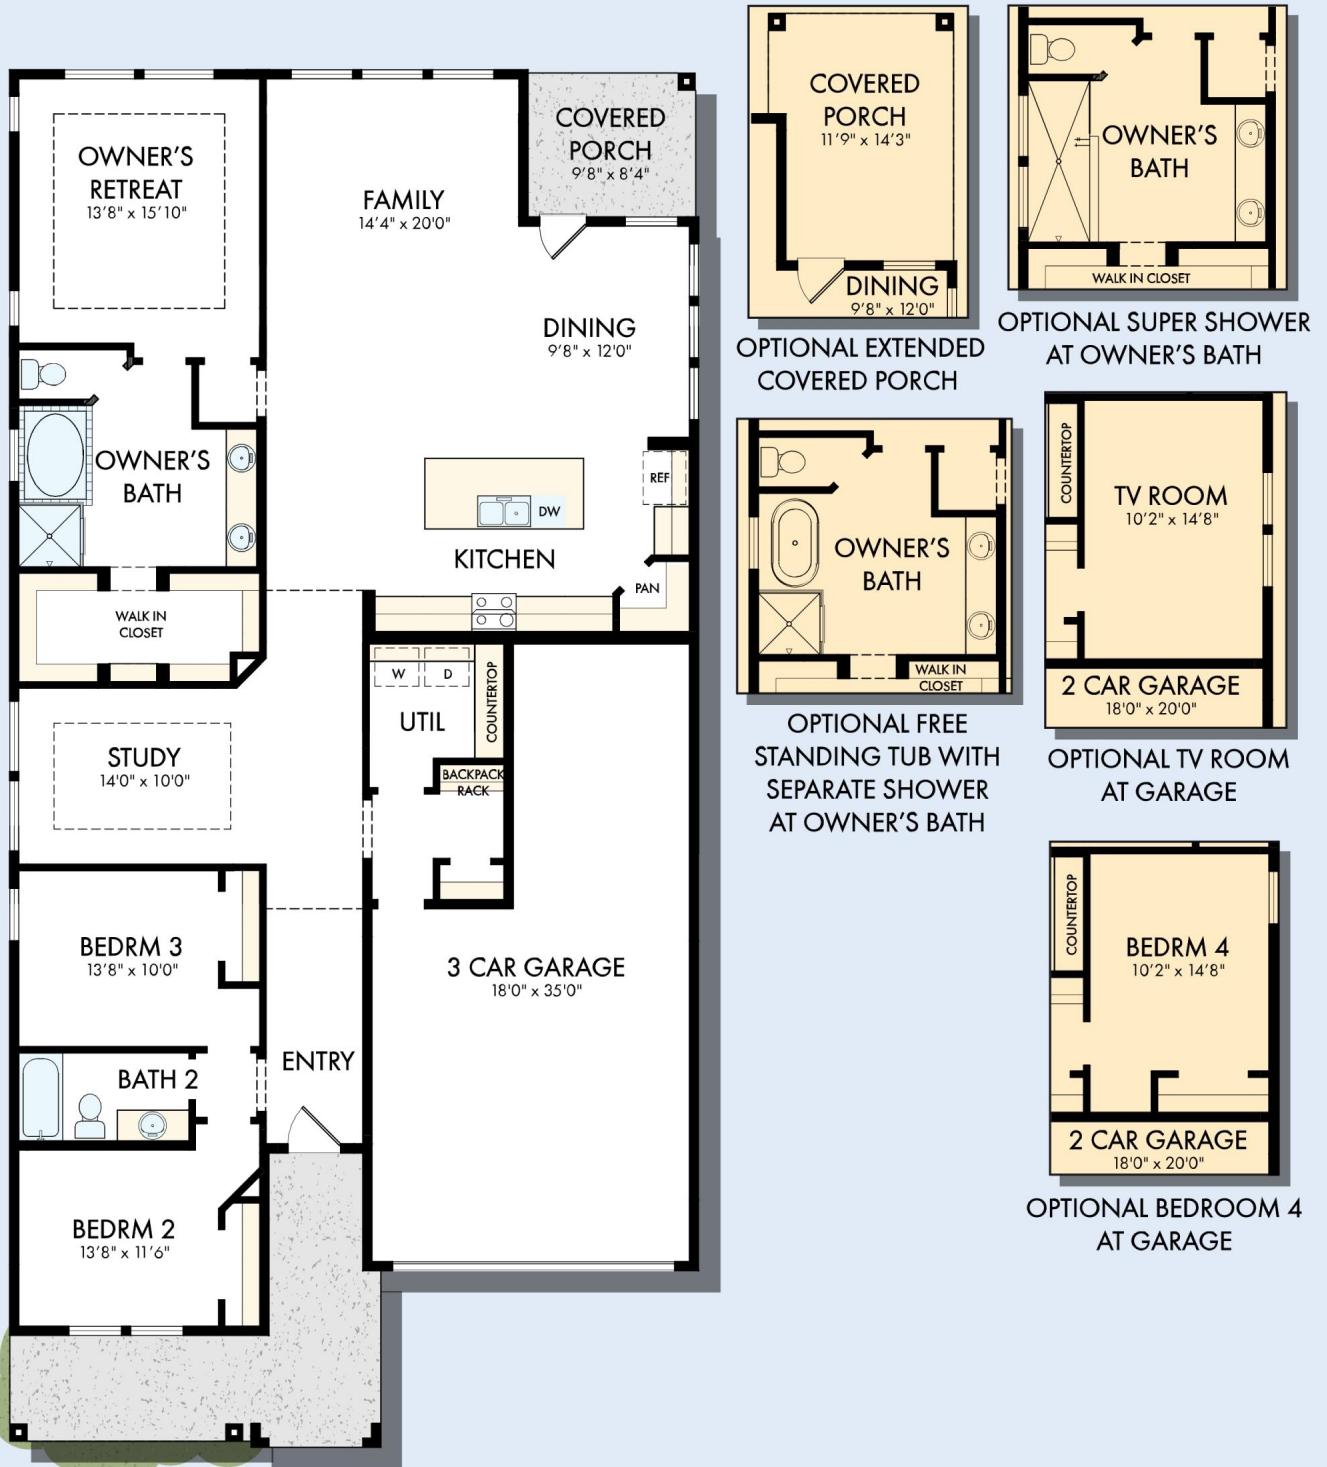 OWNER'S
RETREAT
13'8" x 15'10"
FAMILY
14'4" x 20'0"
COVERED
PORCH
9'8" x 8'4"
DINING
9'8" x 12'0"
OWNER'S
BATH
REF
DW
KITCHEN
PAN
WALK IN
CLOSET
W
D
COUNTERTOP
UTIL
STUDY
14'0" x 10'0"
BACKPACK
RACK
BEDRM 3
13'8" x 10'0"
3 CAR GARAGE
18'0" x 35'0"
ENTRY
BATH 2
BEDRM 2
13'8" x 11'6"
COVERED
PORCH
11'9" x 14'3"
DINING
9'8" x 12'0"
OPTIONAL EXTENDED
COVERED PORCH
OWNER'S
BATH
WALK IN CLOSET
OPTIONAL SUPER SHOWER
AT OWNER'S BATH
OWNER'S
BATH
WALK IN
CLOSET
OPTIONAL FREE
STANDING TUB WITH
SEPARATE SHOWER
AT OWNER'S BATH
COUNTERTOP
TV ROOM
10'2" x 14'8"
2 CAR GARAGE
18'0" x 20'0"
OPTIONAL TV ROOM
AT GARAGE
COUNTERTOP
BEDRM 4
10'2" x 14'8"
2 CAR GARAGE
18'0" x 20'0"
OPTIONAL BEDROOM 4
AT GARAGE